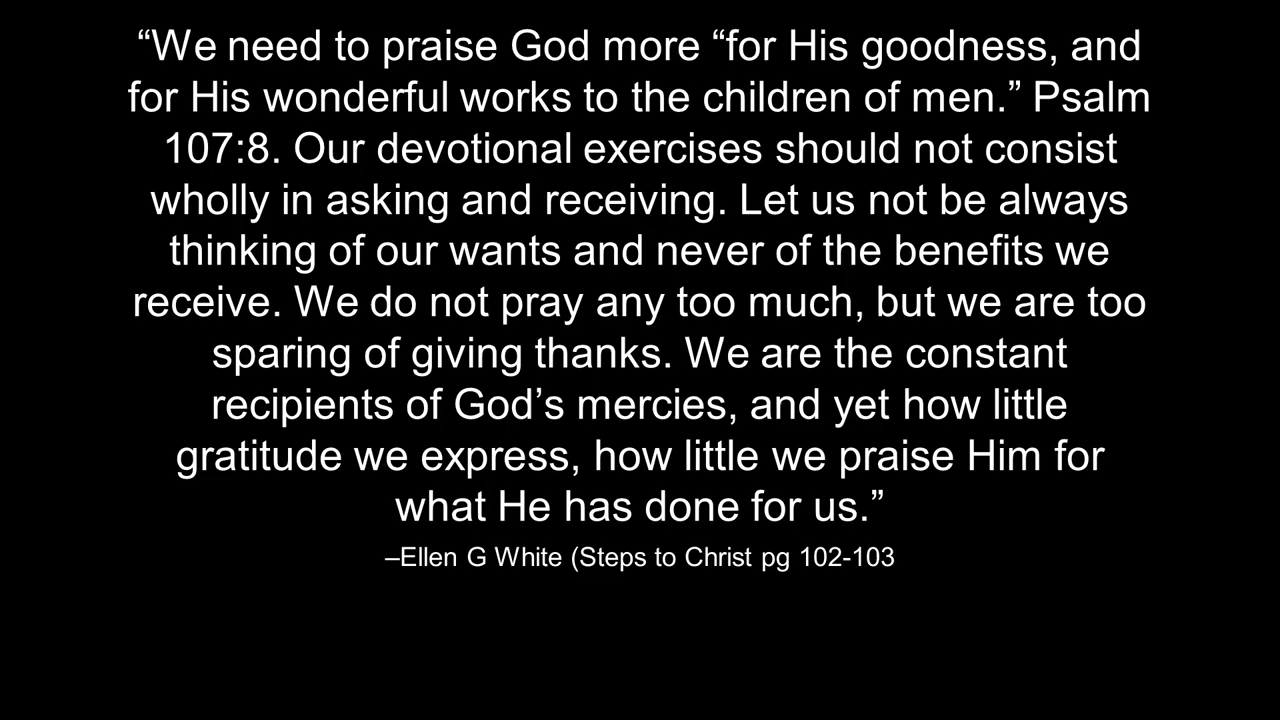 “We need to praise God more “for His goodness, and
for His wonderful works to the children of men.” Psalm
107:8. Our devotional exercises should not consist
wholly in asking and receiving. Let us not be always
thinking of our wants and never of the benefits we
receive. We do not pray any too much, but we are too
sparing of giving thanks. We are the constant
recipients of God’s mercies, and yet how little
gratitude we express, how little we praise Him for
what He has done for us.”
–Ellen G White (Steps to Christ pg 102-103